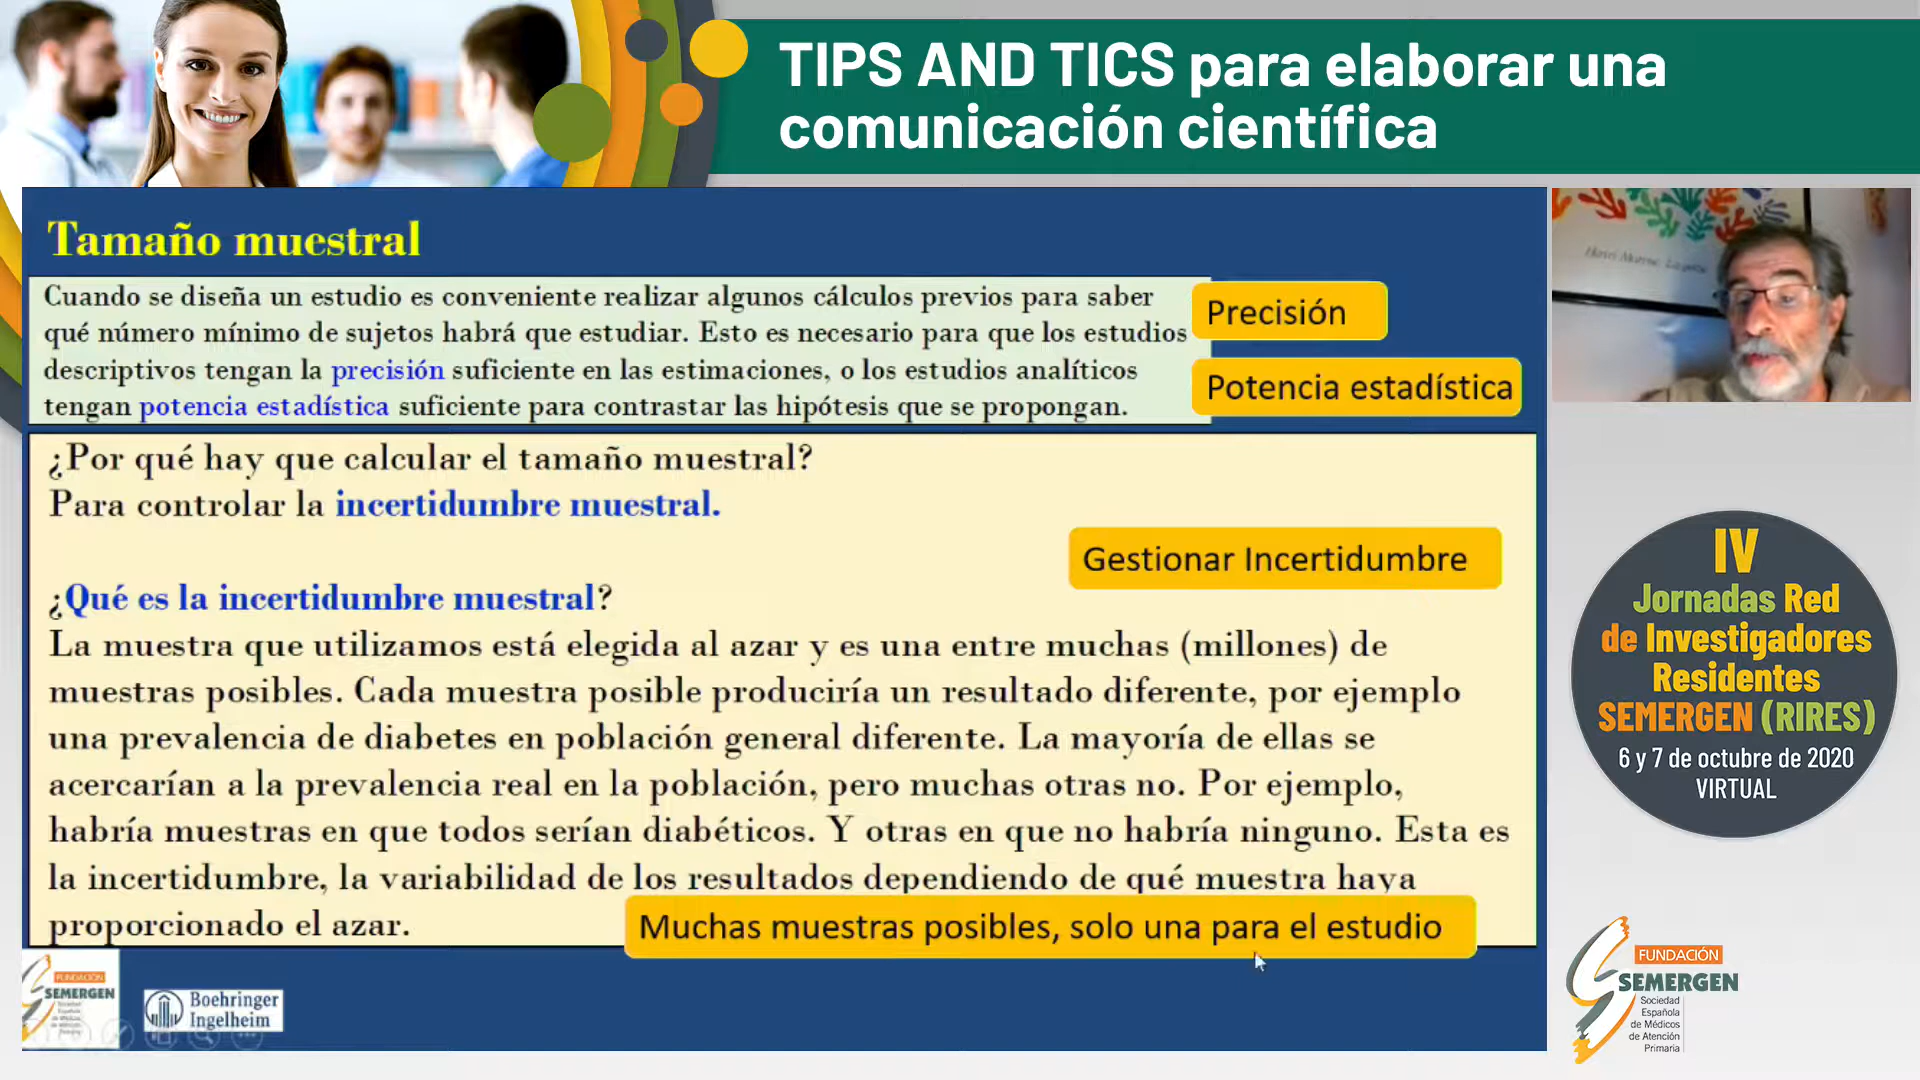 TIPS AND TICS para elaborar una
comunicación científica
Tamaño muestral
Cuando se diseña un estudio es conveniente realizar algunos cálculos previos para saber
qué número mínimo de sujetos habrá que estudiar. Esto es necesario para que los estudios
descriptivos tengan la precisión suficiente en las estimaciones, o los estudios analíticos
tengan potencia estadística suficiente para contrastar las hipótesis que se propongan.
Precisión
Potencia estadística
¿Por qué hay que calcular el tamaño muestral?
Para controlar la incertidumbre muestral.
Gestionar Incertidumbre
¿Qué es la incertidumbre muestral?
La muestra que utilizamos está elegida al azar y es una entre muchas (millones) de
muestras posibles. Cada muestra posible produciría un resultado diferente, por ejemplo
una prevalencia de diabetes en población general diferente. La mayoría de ellas se
acercarían a la prevalencia real en la población, pero muchas otras no. Por ejemplo,
habría muestras en que todos serían diabéticos. Y otras en que no habría ninguno. Esta es
la incertidumbre, la variabilidad de los resultados dependiendo de qué muestra haya
proporcionado el azar.
Muchas muestras posibles, solo una para el estudio
FUNDACIÓN
SEMERGEN
Sociedad
Española
Boehringer
Ingelheim
IV
Jornadas Red
de Investigadores
Residentes
SEMERGEN (RIRES)
6 y 7 de octubre de 2020
VIRTUAL
FUNDACIÓN
SEMERGEN
Sociedad
Española
de Médicos
de Atención
Primaria